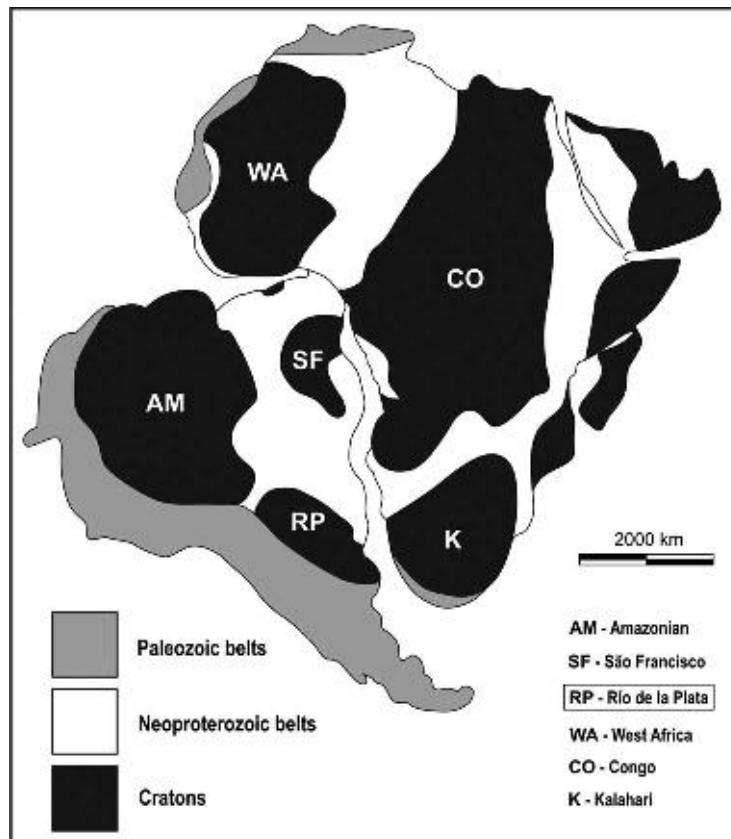 WA
CO
SF
AM
RP
K
2000 km
Paleozoic belts
Neoproterozoic belts
Cratons
AM - Amazonian
SF - São Francisco
RP - Río de la Plata
WA - West Africa
CO - Congo
K - Kalahari